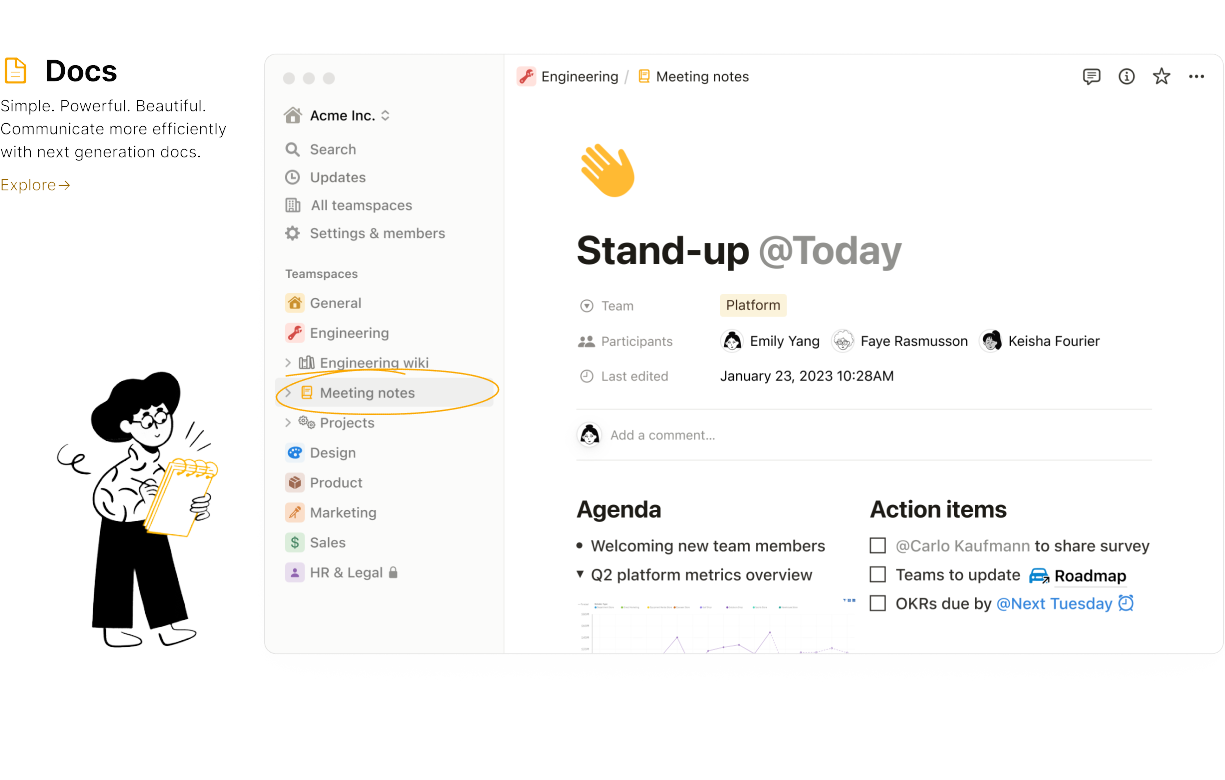 Docs
Simple. Powerful. Beautiful.
Communicate more efficiently
with next generation docs.
Explore→
Acme Inc.
Search
Updates
All teamspaces
Settings & members
Teamspaces
General
Engineering
Engineering wiki
Meeting notes
Projects
Design
Product
Marketing
Sales
HR & Legal
Engineering / Meeting notes
Stand-up @Today
Team Platform
Participants Emily Yang Faye Rasmusson Keisha Fourier
Last edited January 23, 2023 10:28AM
Add a comment...
Agenda
• Welcoming new team members
Q2 platform metrics overview
Action items
@Carlo Kaufmann to share survey
Teams to update Roadmap
OKRs due by @Next Tuesday